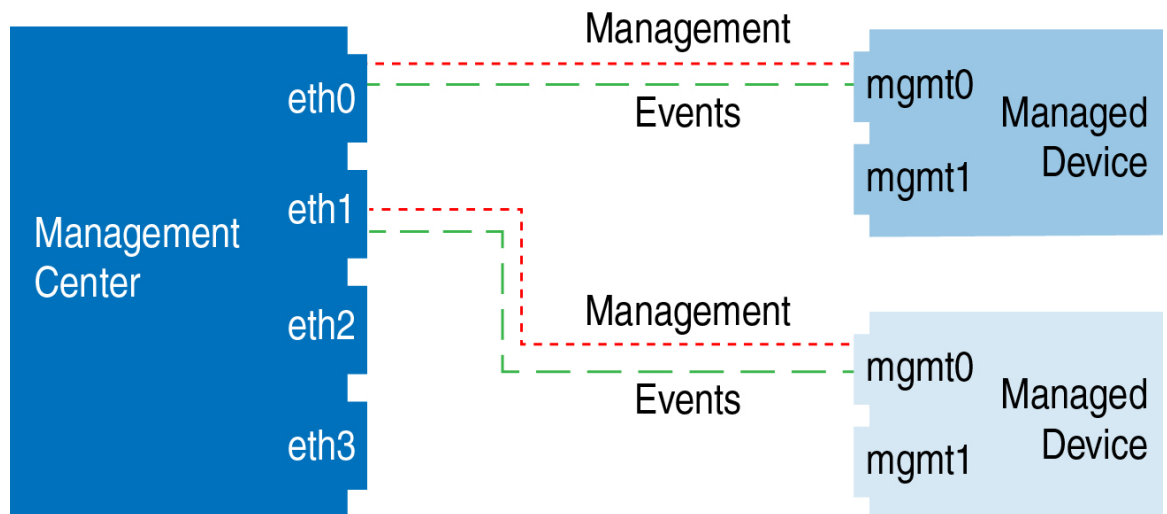 Management
Center
eth0
eth1
eth2
eth3
Management
Events
mgmt0
mgmt1
Managed
Device
Management
Events
mgmt0
mgmt1
Managed
Device